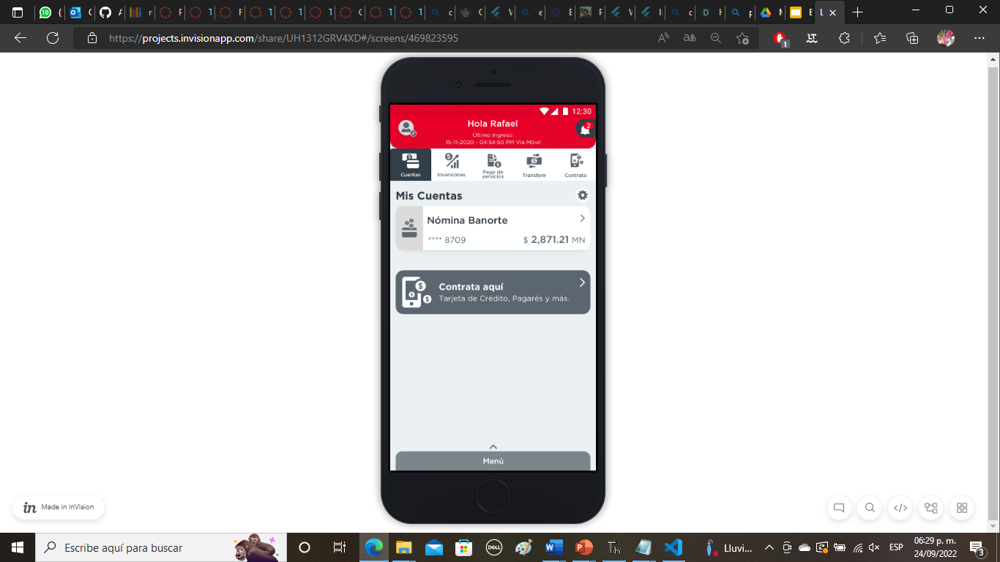 https://projects.invisionapp.com/share/UH1312GRV4XD#/screens/469823595
1
12:30
Hola Rafael
2
Último ingreso:
15-11-2020 - 04:54:50 PM Vía Móvil
Cuentas
Inversiones
Pago de servicios
Transferir
Contrata
Mis Cuentas
Nómina Banorte
**** 8709
$ 2,871.21 MN
Contrata aquí
Tarjeta de Crédito, Pagarés y más.
Menú
in Made in InVision
Escribe aquí para buscar
DELL
Lluvi...
ESP
06:29 p. m.
24/09/2022
3